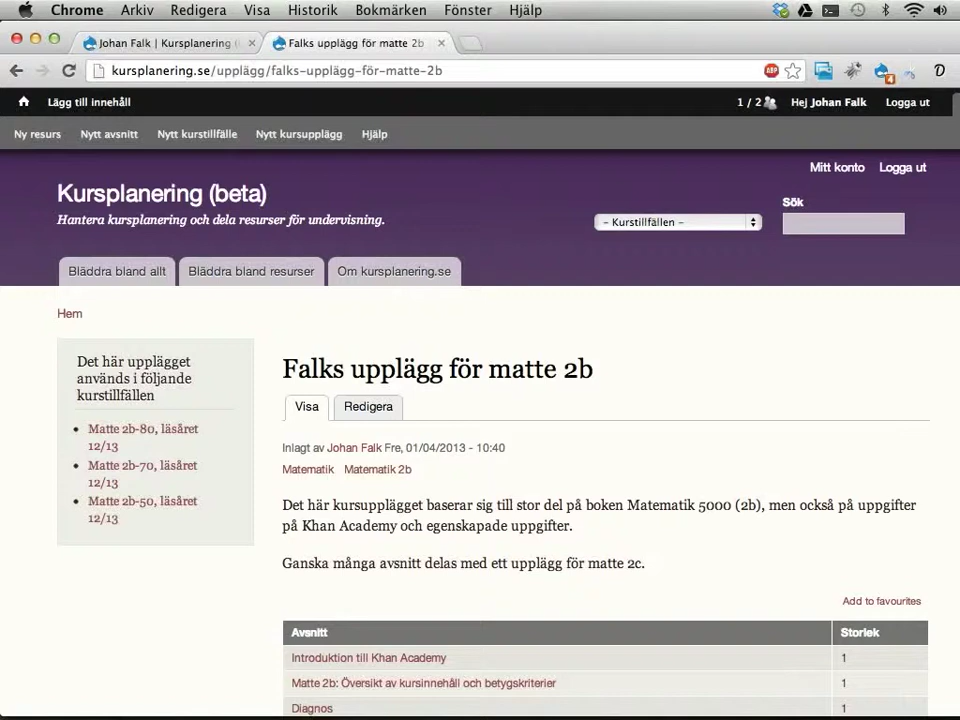 Chrome Arkiv Redigera Visa Historik Bokmärken Fönster Hjälp
Johan Falk | Kursplanering (
Falks upplägg för matte 2b
kursplanering.se/upplägg/falks-upplägg-för-matte-2b
ABP
4
Lägg till innehåll
1 / 2
Hej Johan Falk
Logga ut
Ny resurs Nytt avsnitt Nytt kurstillfälle Nytt kursupplägg Hjälp
Mitt konto Logga ut
Kursplanering (beta)
Hantera kursplanering och dela resurser för undervisning.
- Kurstillfällen -
Sök
Bläddra bland allt
Bläddra bland resurser
Om kursplanering.se
Hem
Det här upplägget
används i följande
kurstillfällen
Matte 2b-80, läsåret
12/13
Matte 2b-70, läsåret
12/13
Matte 2b-50, läsåret
12/13
Falks upplägg för matte 2b
Visa Redigera
Inlagt av Johan Falk Fre, 01/04/2013 - 10:40
Matematik Matematik 2b
Det här kursupplägget baserar sig till stor del på boken Matematik 5000 (2b), men också på uppgifter
på Khan Academy och egenskapade uppgifter.
Ganska många avsnitt delas med ett upplägg för matte 2c.
Add to favourites
Avsnitt Storlek
Introduktion till Khan Academy 1
Matte 2b: Översikt av kursinnehåll och betygskriterier 1
Diagnos 1